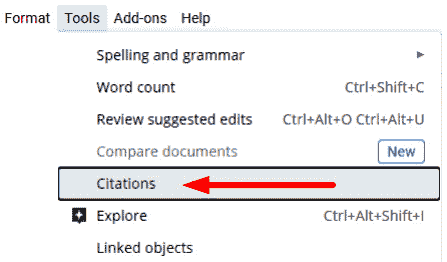 Format Tools Add-ons Help
Spelling and grammar
Word count Ctrl+Shift+C
Review suggested edits Ctrl+Alt+O Ctrl+Alt+U
Compare documents New
Citations
Explore Ctrl+Alt+Shift+I
Linked objects